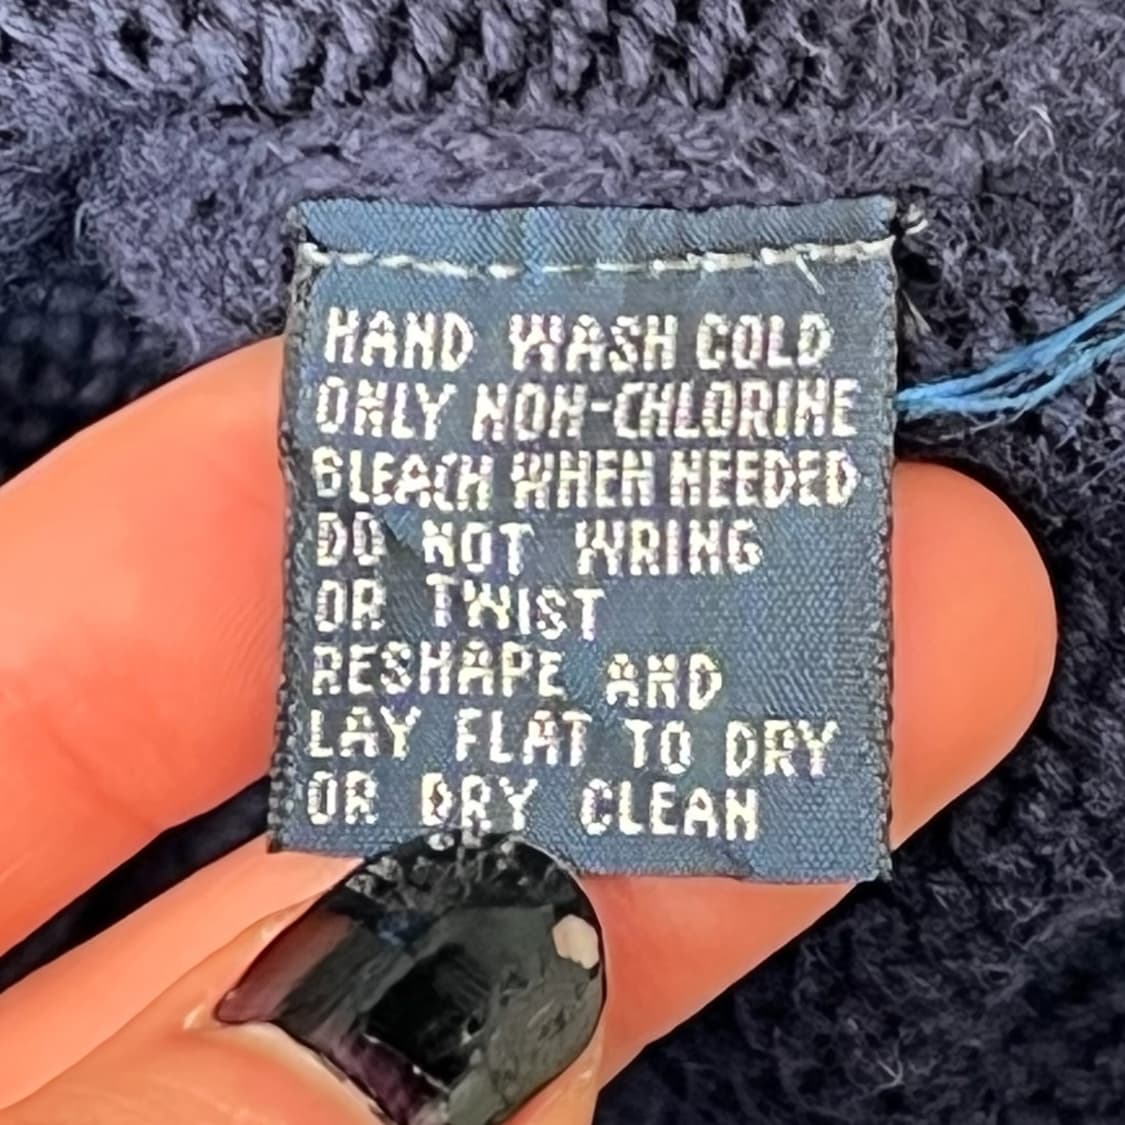 HAND WASH COLD
ONLY NON-CHLORINE
BLEACH WHEN NEEDED
DO NOT WRING
OR TWIST
RESHAPE AND
LAY FLAT TO DRY
OR DRY CLEAN